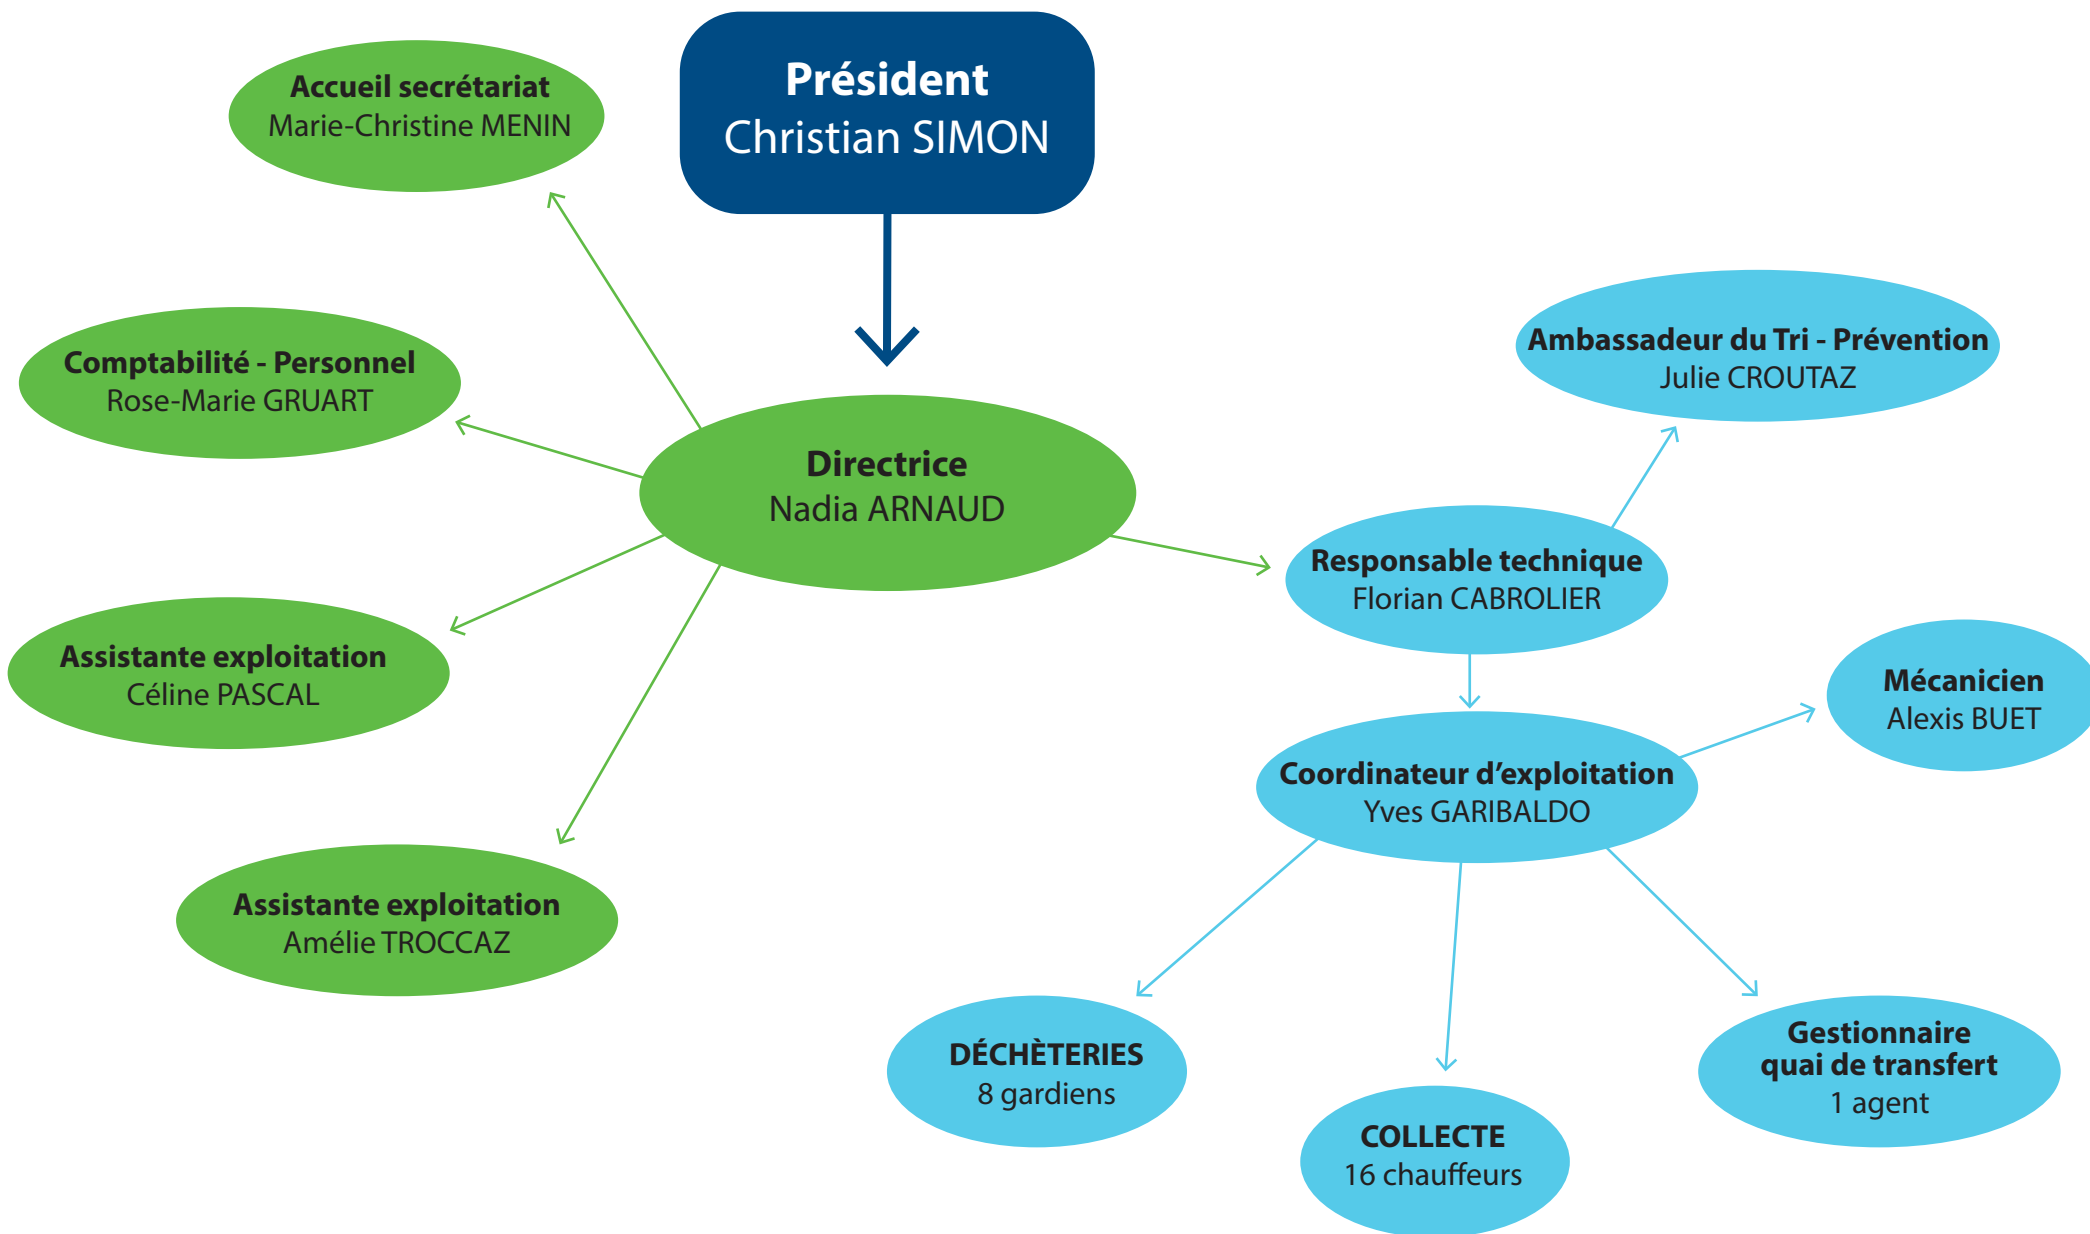 Président
Christian SIMON
Accueil secrétariat
Marie-Christine MENIN
Comptabilité - Personnel
Rose-Marie GRUART
Directrice
Nadia ARNAUD
Assistante exploitation
Céline PASCAL
Assistante exploitation
Amélie TROCCAZ
Ambassadeur du Tri - Prévention
Julie CROUTAZ
Responsable technique
Florian CABROLIER
Mécanicien
Alexis BUET
Coordinateur d’exploitation
Yves GARIBALDO
DÉCHÈTERIES
8 gardiens
COLLECTE
16 chauffeurs
Gestionnaire
quai de transfert
1 agent